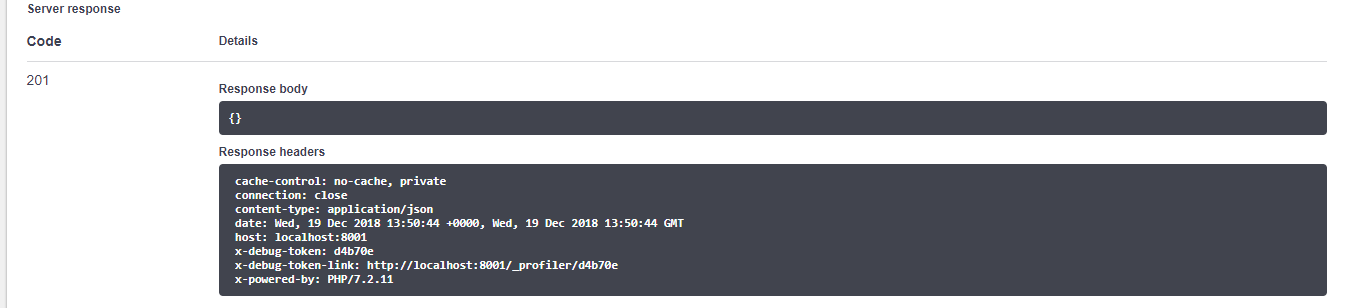 Server response
Code Details
201
Response body
{}
Response headers
cache-control: no-cache, private
connection: close
content-type: application/json
date: Wed, 19 Dec 2018 13:50:44 +0000, Wed, 19 Dec 2018 13:50:44 GMT
host: localhost:8001
x-debug-token: d4b70e
x-debug-token-link: http://localhost:8001/_profiler/d4b70e
x-powered-by: PHP/7.2.11